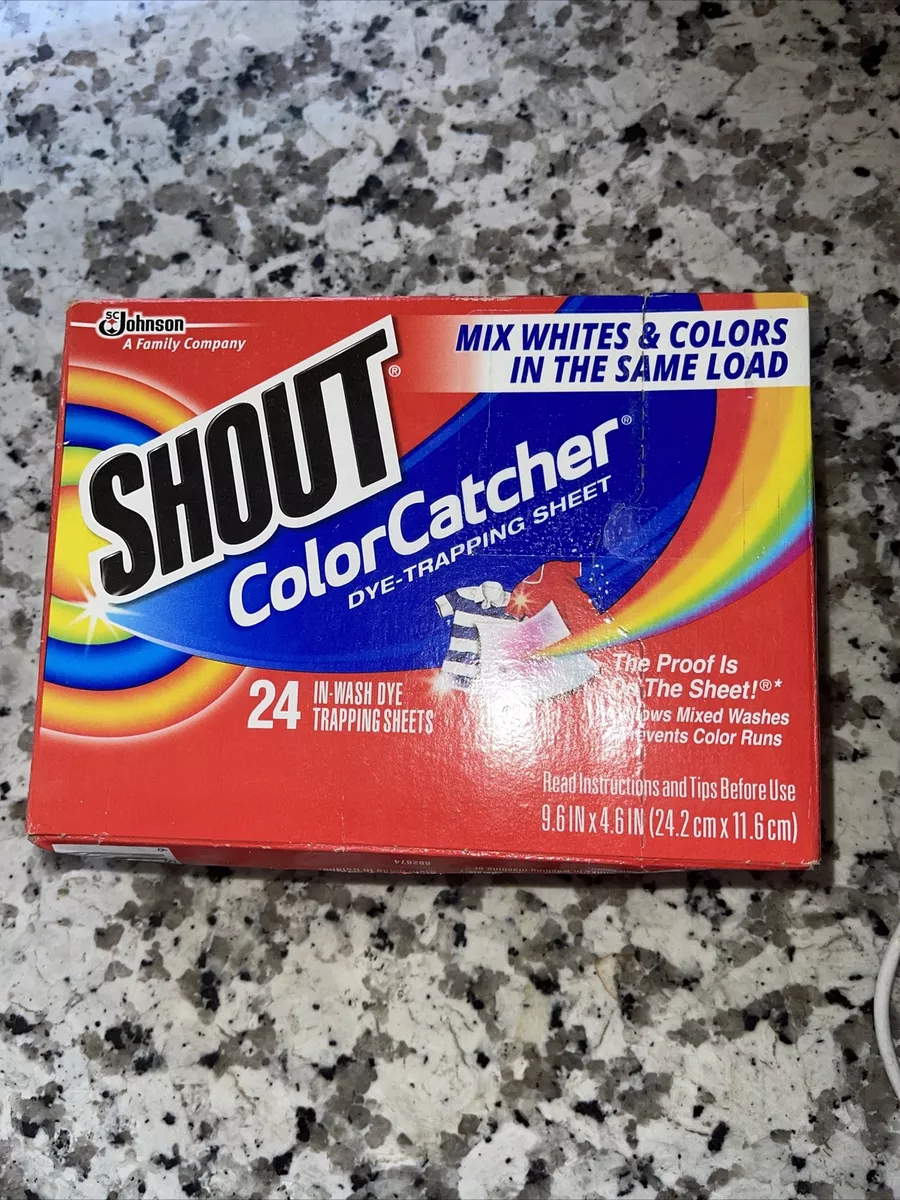 SC Johnson
A Family Company
MIX WHITES & COLORS
IN THE SAME LOAD
SHOUT®
ColorCatcher®
DYE-TRAPPING SHEET
24 IN-WASH DYE
TRAPPING SHEETS
The Proof Is
On The Sheet!®*
Mixed Washes
Color Runs
Read Instructions and Tips Before Use
9.6 IN x 4.6 IN (24.2 cm x 11.6 cm)